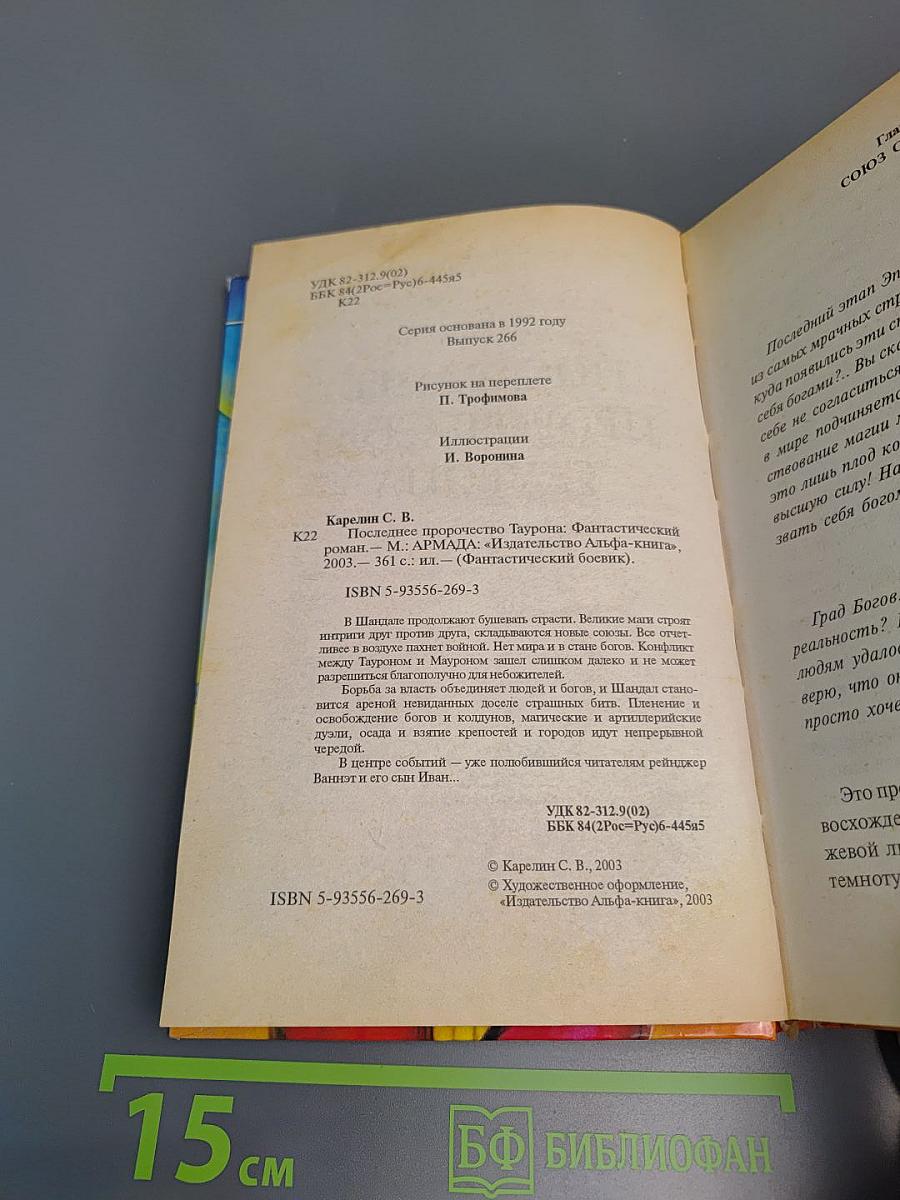 УДК 82-312.9(02)
ББК 84(2Рос=Рус)6-445я5
К22
Серия основана в 1992 году
Выпуск 266
Рисунок на переплете
П. Трофимова
Иллюстрации
И. Воронина
Карелин С. В.
К22 Последнее пророчество Таурона: Фантастический
роман.— М.: АРМАДА: «Издательство Альфа-книга»,
2003.— 361 с.: ил.— (Фантастический боевик).
ISBN 5-93556-269-3
В Шандале продолжают бушевать страсти. Великие маги строят
интриги друг против друга, складываются новые союзы. Все отчет-
ливее в воздухе пахнет войной. Нет мира и в стане богов. Конфликт
между Тауроном и Мауроном зашел слишком далеко и не может
разрешиться благополучно для небожителей.
Борьба за власть объединяет людей и богов, и Шандал стано-
вится ареной невиданных доселе страшных битв. Пленение и
освобождение богов и колдунов, магические и артиллерийские
дуэли, осада и взятие крепостей и городов идут непрерывной
чередой.
В центре событий — уже полюбившийся читателям рейнджер
Ваннэт и его сын Иван...
УДК 82-312.9(02)
ББК 84(2Рос=Рус)6-445я5
© Карелин С. В., 2003
© Художественное оформление,
«Издательство Альфа-книга», 2003
ISBN 5-93556-269-3
СОЮЗ
Последний этап
из самых мрачных
куда появились эти
себя богами?.. Вы
себе не согласиться
в мире подчиняется
ствование магии
это лишь плод
высшую силу!
звать себя
Град Богов
реальность?
людям
верю, что
просто
Это
жевой
темноту
15 см
БФ БИБЛИОФАН